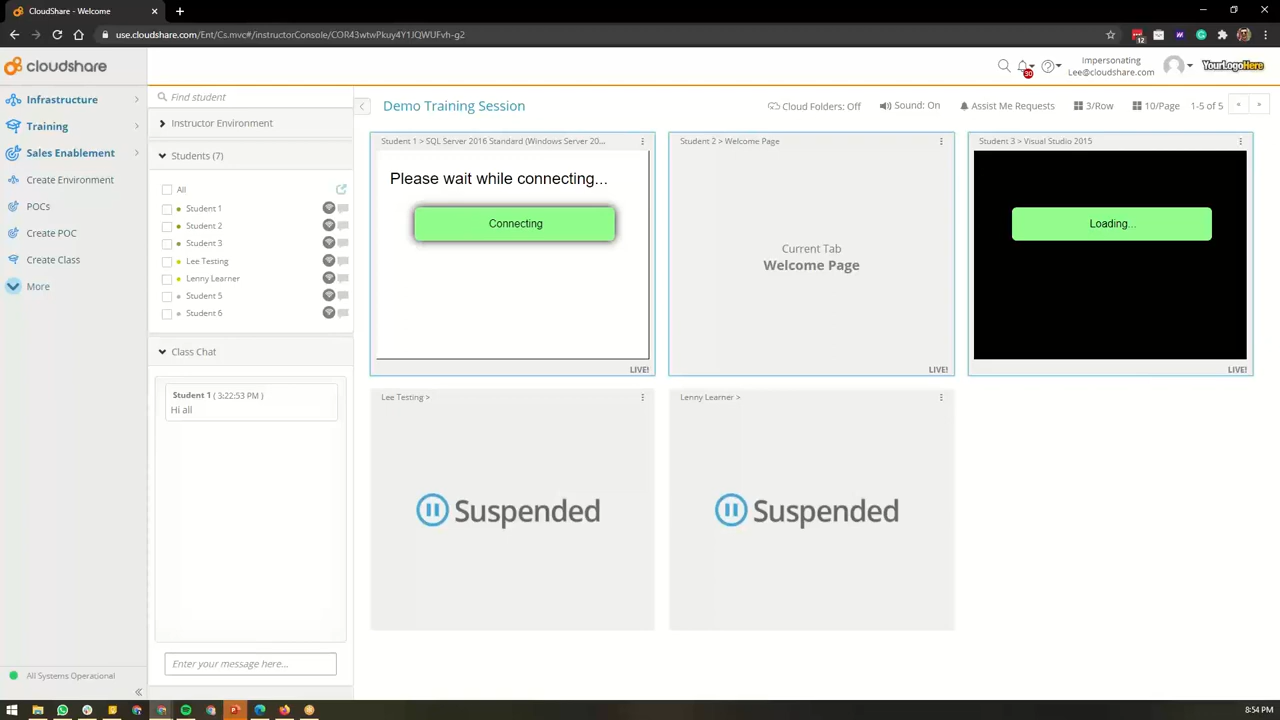 CloudShare - Welcome
use.cloudshare.com/Ent/Cs.mvc#/instructorConsole/COR43wtwPkuy4Y1JQWUFvh-g2
12
cloudshare
30
Impersonating
Lee@cloudshare.com
YourLogoHere
Infrastructure
Training
Sales Enablement
Create Environment
POCs
Create POC
Create Class
More
All Systems Operational
Find student
Instructor Environment
Students (7)
All
Student 1
Student 2
Student 3
Lee Testing
Lenny Learner
Student 5
Student 6
Class Chat
Student 1 ( 3:22:53 PM )
Hi all
Enter your message here...
Demo Training Session
Cloud Folders: Off
Sound: On
Assist Me Requests
3/Row
10/Page
1-5 of 5
Student 1 > SQL Server 2016 Standard (Windows Server 20...
Please wait while connecting...
Connecting
LIVE!
Student 2 > Welcome Page
Current Tab
Welcome Page
LIVE!
Student 3 > Visual Studio 2015
Loading...
LIVE!
Lee Testing >
Suspended
Lenny Learner >
Suspended
8:54 PM